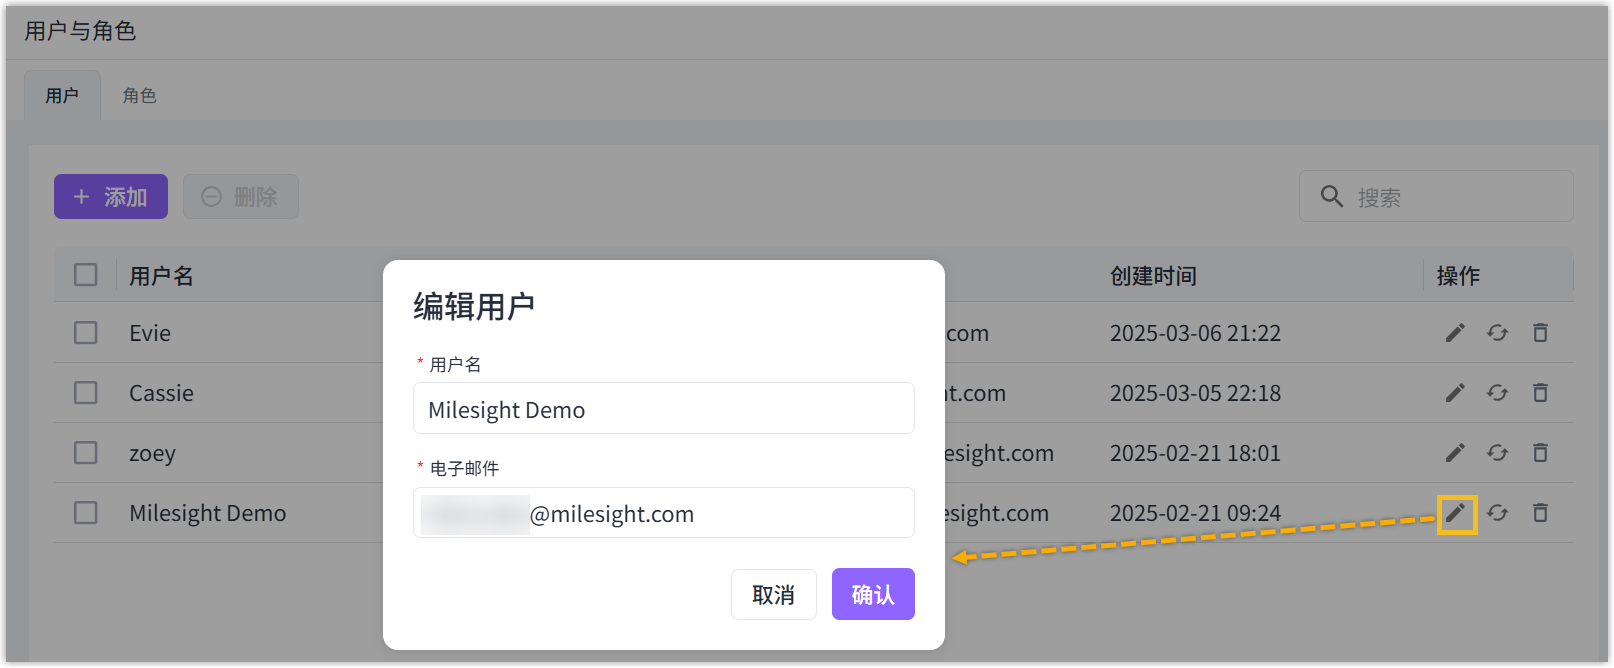 用户与角色
用户 角色
+ 添加 删除 搜索
用户名 创建时间 操作
Evie .com 2025-03-06 21:22
Cassie ht.com 2025-03-05 22:18
zoey esight.com 2025-02-21 18:01
Milesight Demo esight.com 2025-02-21 09:24
编辑用户
* 用户名
Milesight Demo
* 电子邮件
@milesight.com
取消 确认